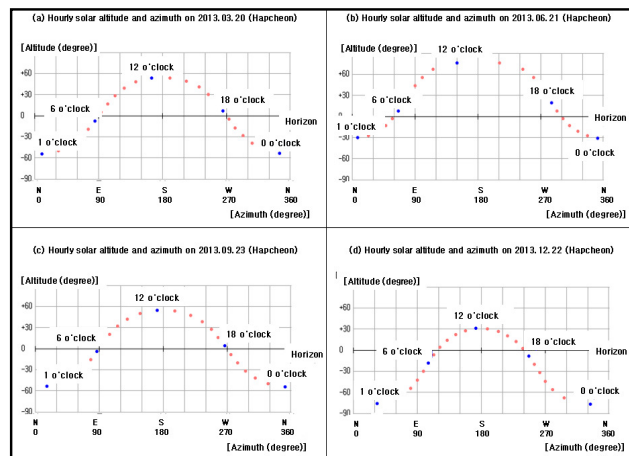 (a) Hourly solar altitude and azimuth on 2013.03.20 (Hapcheon)
[Altitude (degree)]
12 o'clock
+60
+30
6 o'clock
18 o'clock
0
Horizon
-30
1 o'clock
0 o'clock
-60
-90
N E S W N
0 90 180 270 360
[Azimuth (degree)]
(b) Hourly solar altitude and azimuth on 2013.06.21 (Hapcheon)
[Altitude (degree)]
12 o'clock
+60
+30
6 o'clock
18 o'clock
0
Horizon
1 o'clock
-30
0 o'clock
-60
-90
N E S W N
0 90 180 270 360
[Azimuth (degree)]
(c) Hourly solar altitude and azimuth on 2013.09.23 (Hapcheon)
[Altitude (degree)]
12 o'clock
+60
+30
6 o'clock
18 o'clock
0
Horizon
-30
1 o'clock
0 o'clock
-60
-90
N E S W N
0 90 180 270 360
[Azimuth (degree)]
(d) Hourly solar altitude and azimuth on 2013.12.22 (Hapcheon)
[
[Altitude (degree)]
+60
12 o'clock
+30
6 o'clock
18 o'clock
0
Horizon
-30
1 o'clock
0 o'clock
-60
-90
N E S W N
0 90 180 270 360
[Azimuth (degree)]